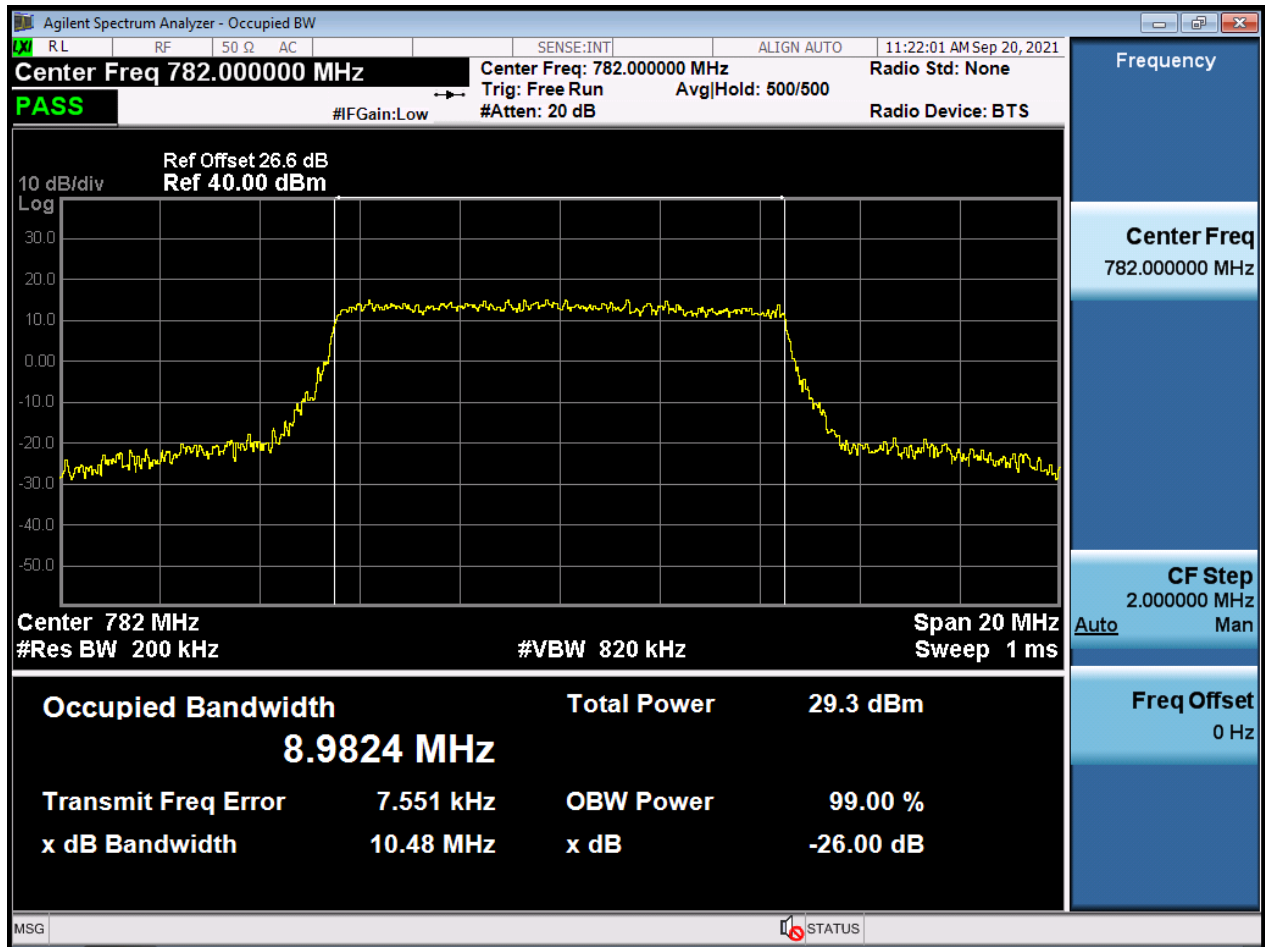 Agilent Spectrum Analyzer - Occupied BW
LXI RL RF 50 Ω AC SENSE:INT ALIGN AUTO 11:22:01 AM Sep 20, 2021
Center Freq 782.000000 MHz
Center Freq: 782.000000 MHz Radio Std: None
Trig: Free Run Avg|Hold: 500/500
PASS
#IFGain:Low #Atten: 20 dB Radio Device: BTS
Ref Offset 26.6 dB
10 dB/div Ref 40.00 dBm
Log
30.0
20.0
10.0
0.00
-10.0
-20.0
-30.0
-40.0
-50.0
Center 782 MHz Span 20 MHz
#Res BW 200 kHz #VBW 820 kHz Sweep 1 ms
Occupied Bandwidth Total Power 29.3 dBm
8.9824 MHz
Transmit Freq Error 7.551 kHz OBW Power 99.00 %
x dB Bandwidth 10.48 MHz x dB -26.00 dB
MSG STATUS
Frequency
Center Freq
782.000000 MHz
CF Step
2.000000 MHz
Auto Man
Freq Offset
0 Hz